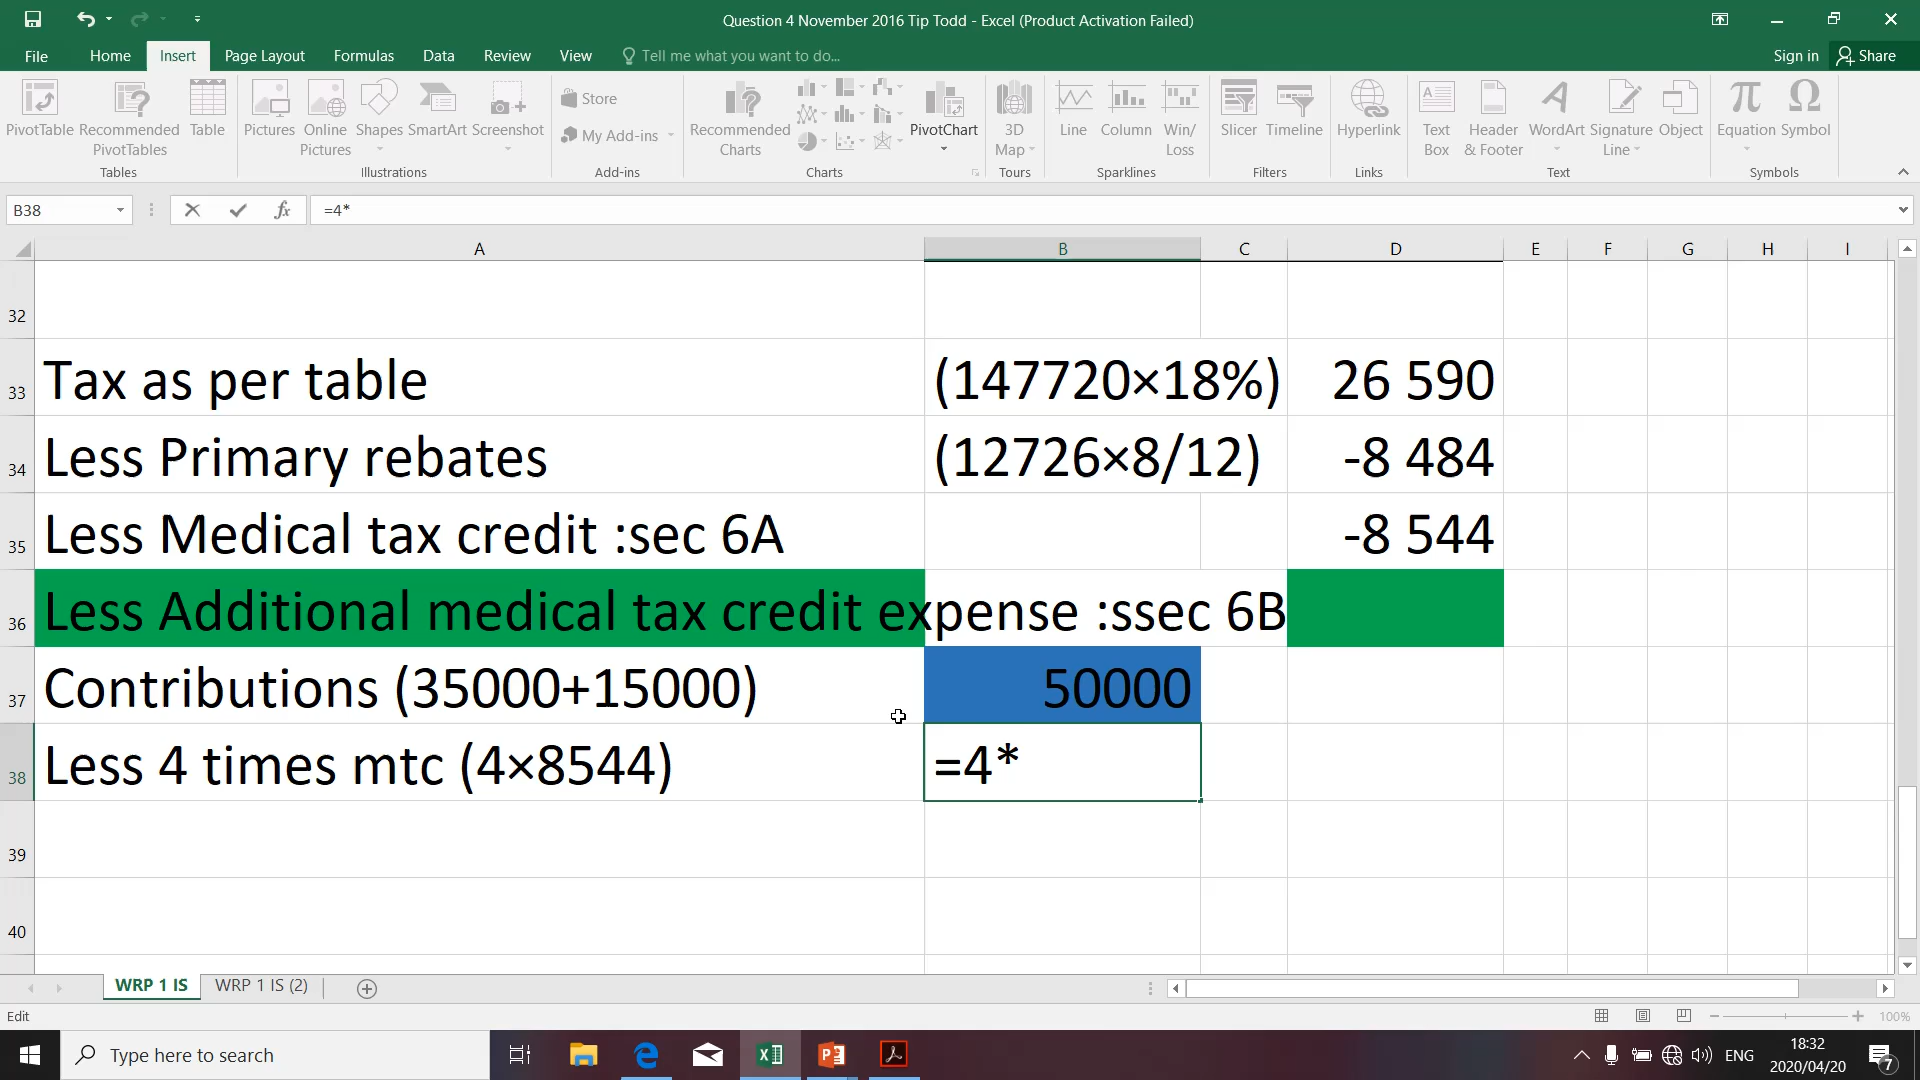 Question 4 November 2016 Tip Todd - Excel (Product Activation Failed)
File Home Insert Page Layout Formulas Data Review View Tell me what you want to do... Sign in Share
PivotTable Recommended PivotTables Table Pictures Online Pictures Shapes SmartArt Screenshot Store My Add-ins Recommended Charts PivotChart 3D Map Line Column Win/Loss Slicer Timeline Hyperlink Text Box Header & Footer WordArt Signature Line Object Equation Symbol
Tables Illustrations Add-ins Charts Tours Sparklines Filters Links Text Symbols
B38 fx =4*
A B C D E F G H I
32
33 Tax as per table (147720×18%) 26 590
34 Less Primary rebates (12726×8/12) -8 484
35 Less Medical tax credit :sec 6A -8 544
36 Less Additional medical tax credit expense :ssec 6B
37 Contributions (35000+15000) 50000
38 Less 4 times mtc (4×8544) =4*
39
40
WRP 1 IS WRP 1 IS (2)
Edit 100%
Type here to search ENG 18:32
2020/04/20 7